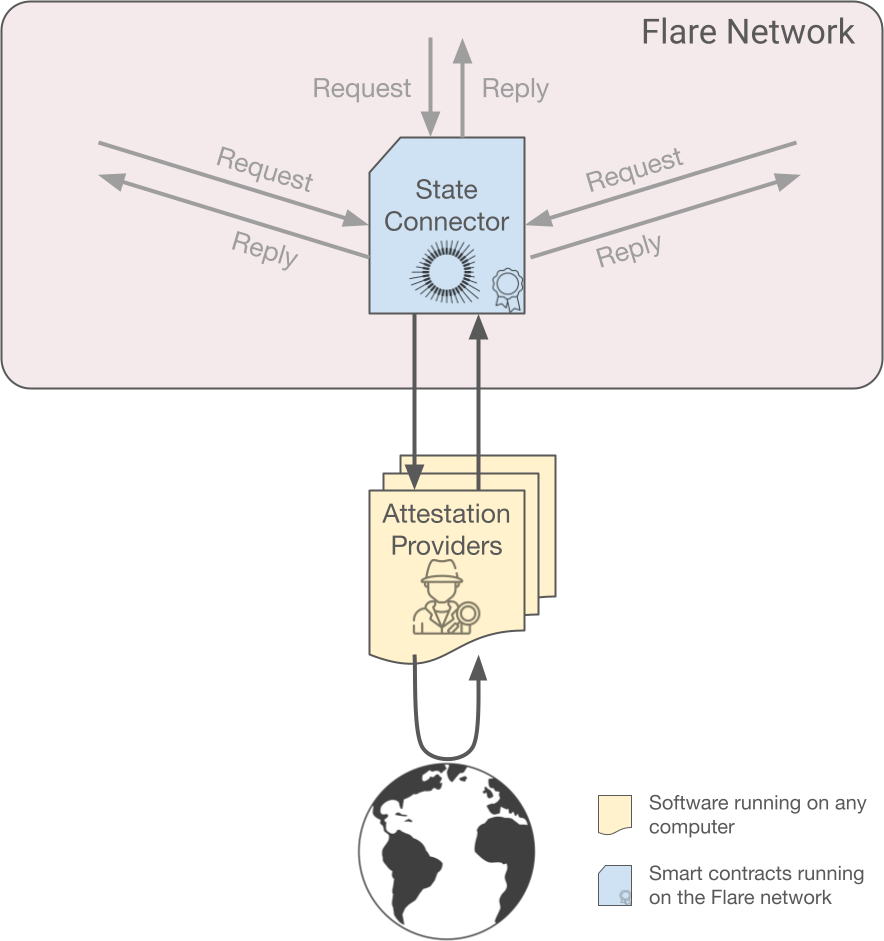 Flare Network
Request
Reply
Request
Reply
Request
Reply
State
Connector
Attestation
Providers
Software running on any
computer
Smart contracts running
on the Flare network